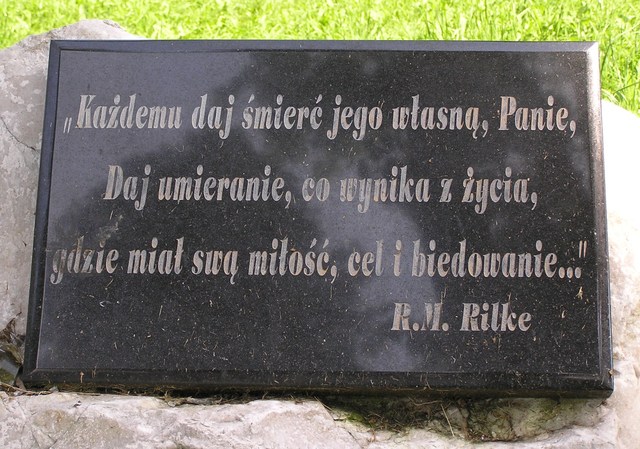 „Każdemu daj śmierć jego własną, Panie,
Daj umieranie, co wynika z życia,
gdzie miał swą miłość, cel i biedowanie..."
R.M. Rilke